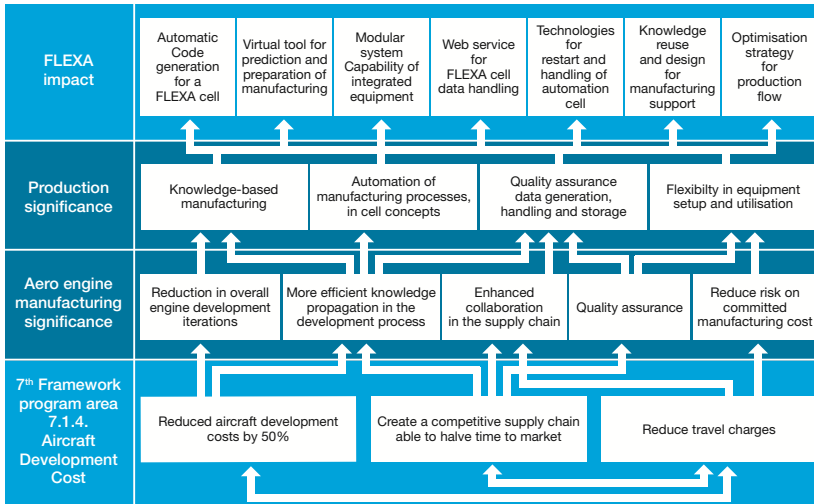 FLEXA
impact
Automatic
Code
generation
for a
FLEXA cell
Virtual tool for
prediction and
preparation of
manufacturing
Modular
system
Capability of
integrated
equipment
Web service
for
FLEXA cell
data handling
Technologies
for
restart and
handling of
automation
cell
Knowledge
reuse
and design
for
manufacturing
support
Optimisation
strategy
for
production
flow
Production
significance
Knowledge-based
manufacturing
Automation of
manufacturing processes,
in cell concepts
Quality assurance
data generation,
handling and storage
Flexibilty in equipment
setup and utilisation
Aero engine
manufacturing
significance
Reduction in overall
engine development
iterations
More efficient knowledge
propagation in the
development process
Enhanced
collaboration
in the supply chain
Quality assurance
Reduce risk on
committed
manufacturing cost
7th Framework
program area
7.1.4.
Aircraft
Development
Cost
Reduced aircraft development
costs by 50%
Create a competitive supply chain
able to halve time to market
Reduce travel charges